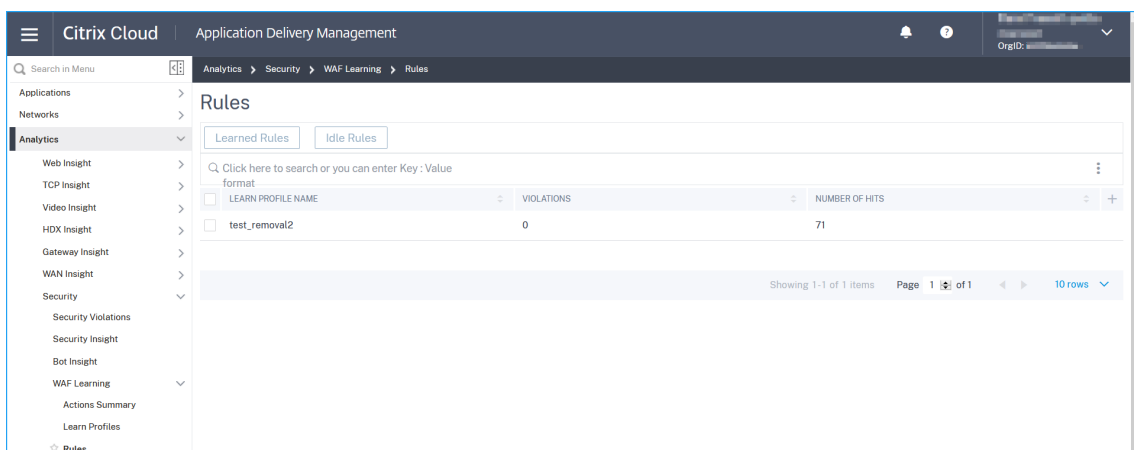 Citrix Cloud
Application Delivery Management
OrgID:
Search in Menu
Analytics > Security > WAF Learning > Rules
Applications
Networks
Analytics
Web Insight
TCP Insight
Video Insight
HDX Insight
Gateway Insight
WAN Insight
Security
Security Violations
Security Insight
Bot Insight
WAF Learning
Actions Summary
Learn Profiles
Rules
Rules
Learned Rules Idle Rules
Click here to search or you can enter Key : Value
format
LEARN PROFILE NAME VIOLATIONS NUMBER OF HITS
test_removal2 0 71
Showing 1-1 of 1 items Page 1 of 1 10 rows